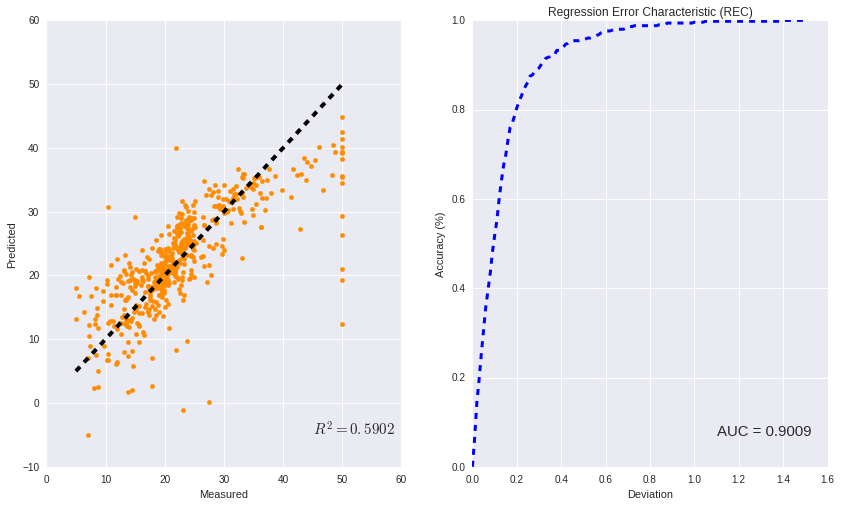 60
50
40
30
20
10
0
−10
Predicted
0 10 20 30 40 50 60
Measured
R² = 0.5902
Regression Error Characteristic (REC)
1.0
0.8
0.6
0.4
0.2
0.0
Accuracy (%)
0.0 0.2 0.4 0.6 0.8 1.0 1.2 1.4 1.6
Deviation
AUC = 0.9009